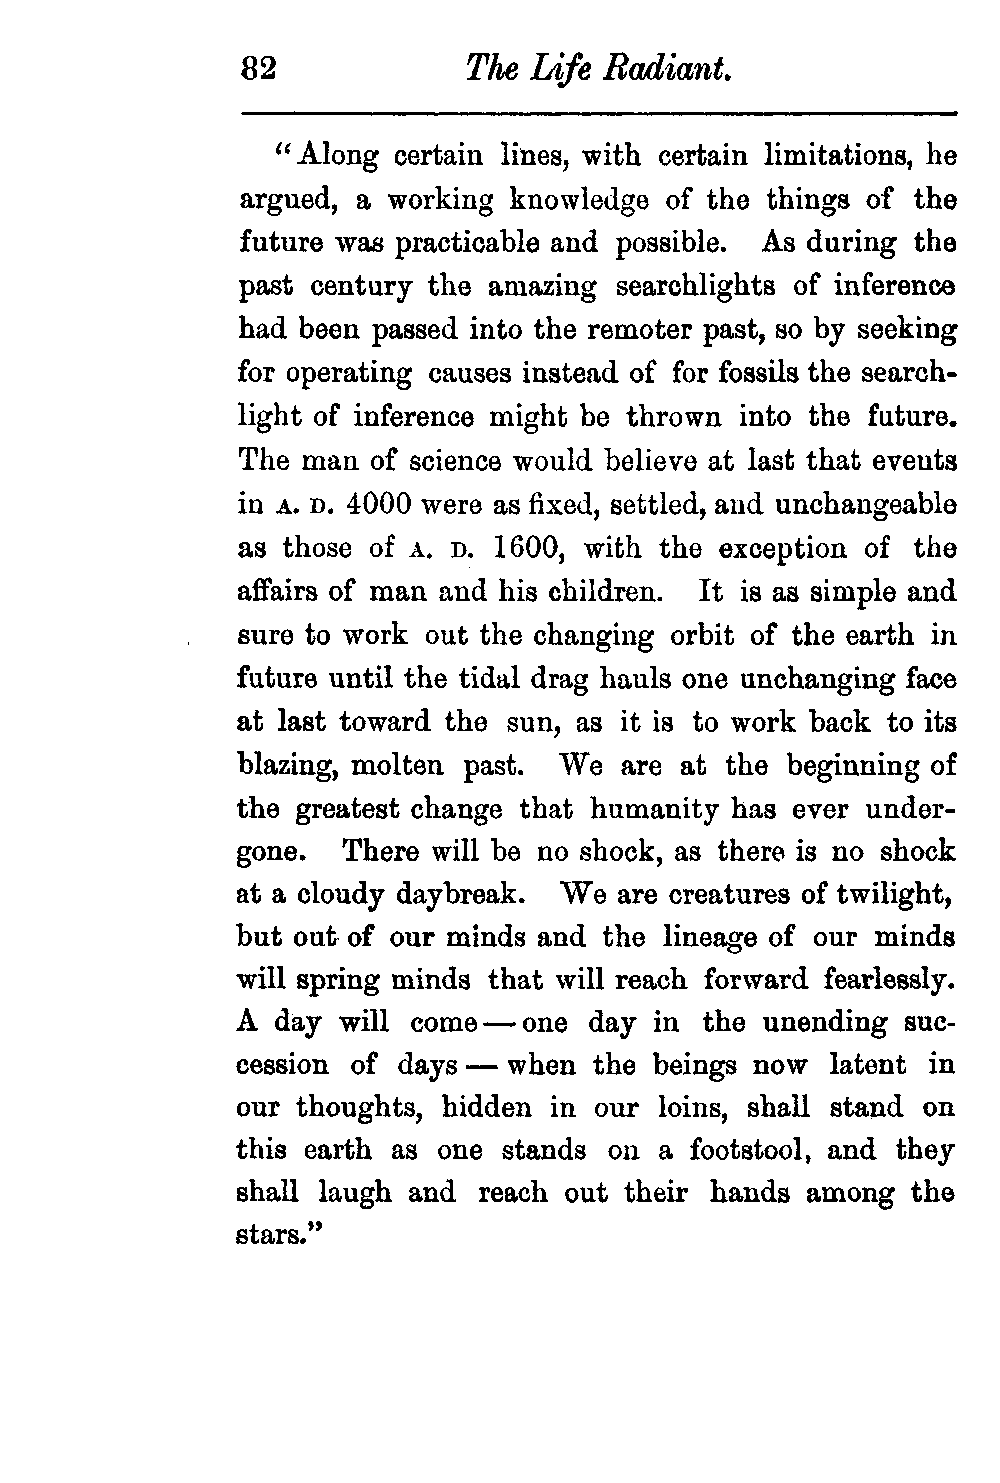 82 The Life Radiant.
“Along certain lines, with certain limitations, he
argued, a working knowledge of the things of the
future was practicable and possible. As during the
past century the amazing searchlights of inference
had been passed into the remoter past, so by seeking
for operating causes instead of for fossils the search-
light of inference might be thrown into the future.
The man of science would believe at last that events
in A. D. 4000 were as fixed, settled, and unchangeable
as those of A. D. 1600, with the exception of the
affairs of man and his children. It is as simple and
sure to work out the changing orbit of the earth in
future until the tidal drag hauls one unchanging face
at last toward the sun, as it is to work back to its
blazing, molten past. We are at the beginning of
the greatest change that humanity has ever under-
gone. There will be no shock, as there is no shock
at a cloudy daybreak. We are creatures of twilight,
but out of our minds and the lineage of our minds
will spring minds that will reach forward fearlessly.
A day will come — one day in the unending suc-
cession of days — when the beings now latent in
our thoughts, hidden in our loins, shall stand on
this earth as one stands on a footstool, and they
shall laugh and reach out their hands among the
stars.”